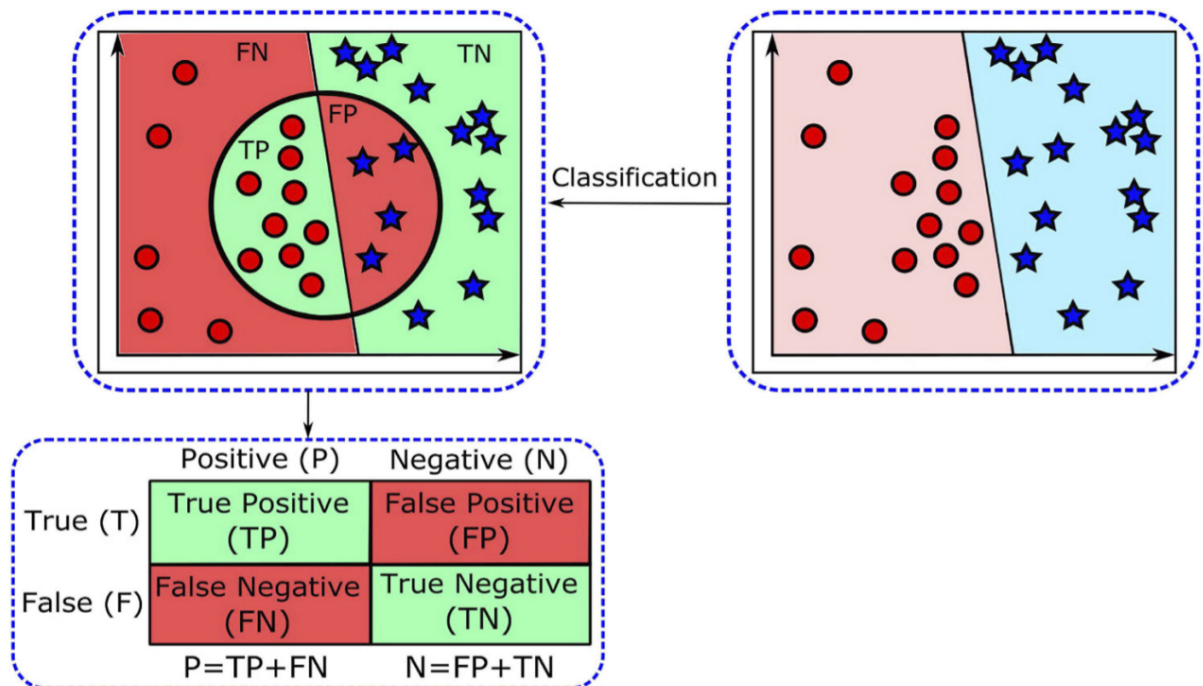 FN
TN
FP
TP
Classification
Positive (P)
Negative (N)
True (T)
True Positive
(TP)
False Positive
(FP)
False (F)
False Negative
(FN)
True Negative
(TN)
P=TP+FN
N=FP+TN